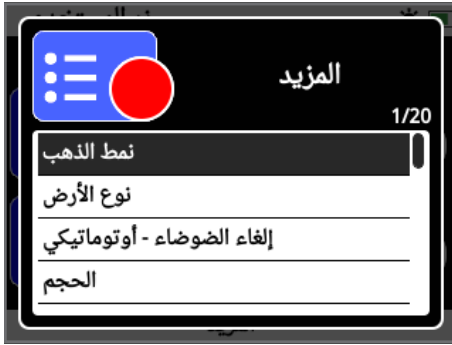 المزيد
1/20
نمط الذهب
نوع الأرض
إلغاء الضوضاء - أوتوماتيكي
الحجم